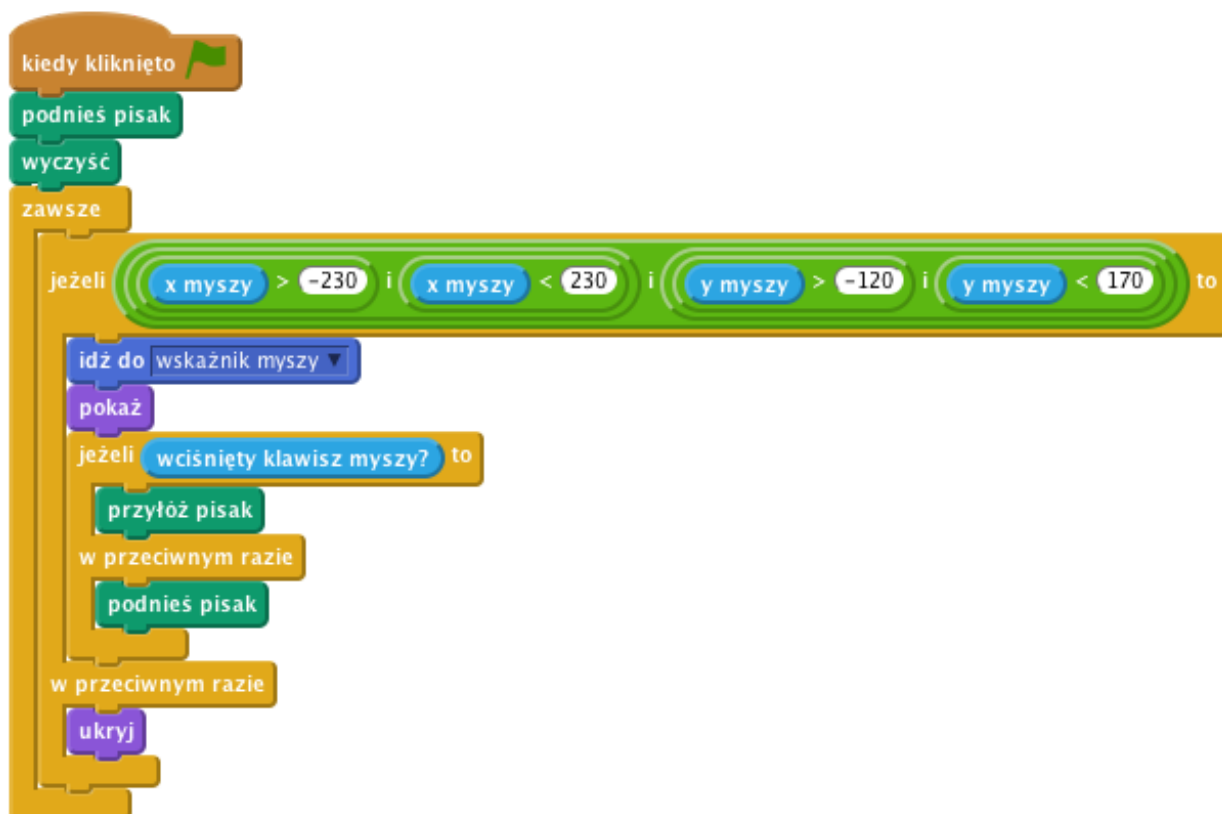 kiedy kliknięto
podnieś pisak
wyczyść
zawsze
jeżeli x myszy > -230 i x myszy < 230 i y myszy > -120 i y myszy < 170 to
idź do wskaźnik myszy
pokaż
jeżeli wciśnięty klawisz myszy? to
przyłóż pisak
w przeciwnym razie
podnieś pisak
w przeciwnym razie
ukryj